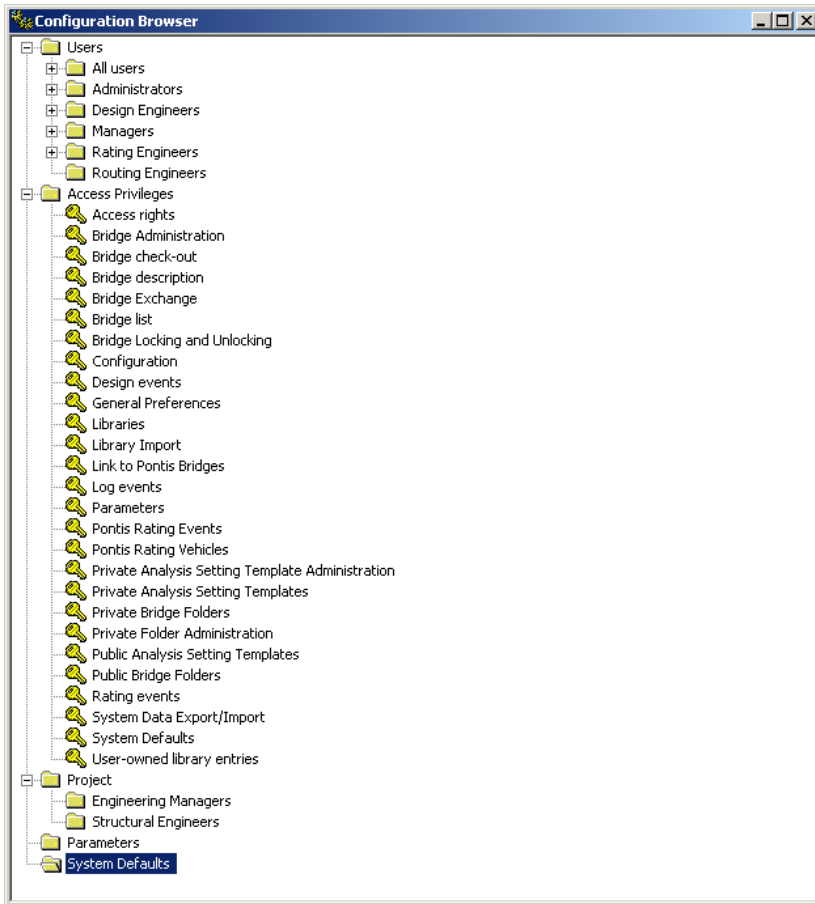 Configuration Browser
Users
All users
Administrators
Design Engineers
Managers
Rating Engineers
Routing Engineers
Access Privileges
Access rights
Bridge Administration
Bridge check-out
Bridge description
Bridge Exchange
Bridge list
Bridge Locking and Unlocking
Configuration
Design events
General Preferences
Libraries
Library Import
Link to Pontis Bridges
Log events
Parameters
Pontis Rating Events
Pontis Rating Vehicles
Private Analysis Setting Template Administration
Private Analysis Setting Templates
Private Bridge Folders
Private Folder Administration
Public Analysis Setting Templates
Public Bridge Folders
Rating events
System Data Export/Import
System Defaults
User-owned library entries
Project
Engineering Managers
Structural Engineers
Parameters
System Defaults